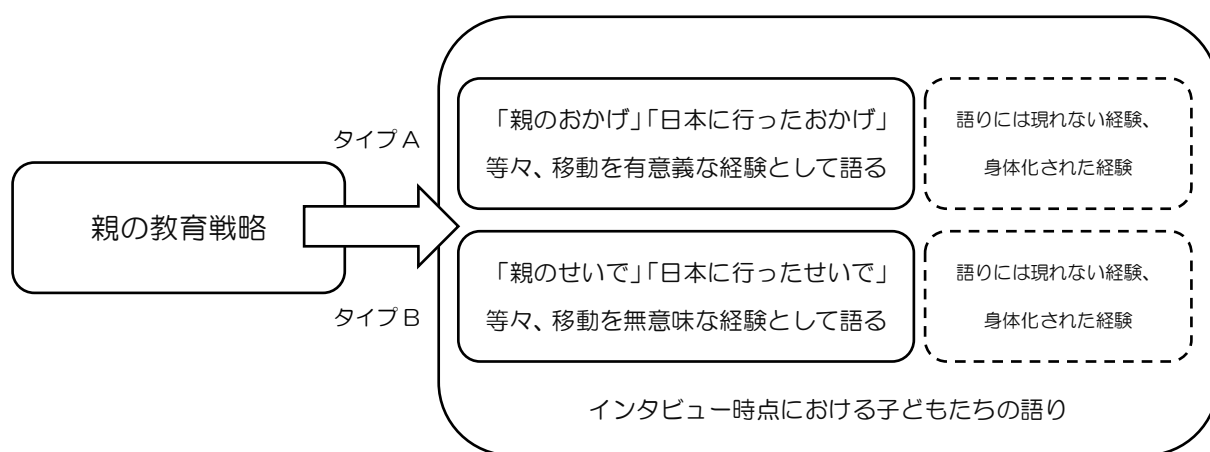 親の教育戦略
タイプ A
「親のおかげ」「日本に行ったおかげ」
等々、移動を有意義な経験として語る
語りには現れない経験、
身体化された経験
タイプ B
「親のせいで」「日本に行ったせいで」
等々、移動を無意味な経験として語る
語りには現れない経験、
身体化された経験
インタビュー時点における子どもたちの語り